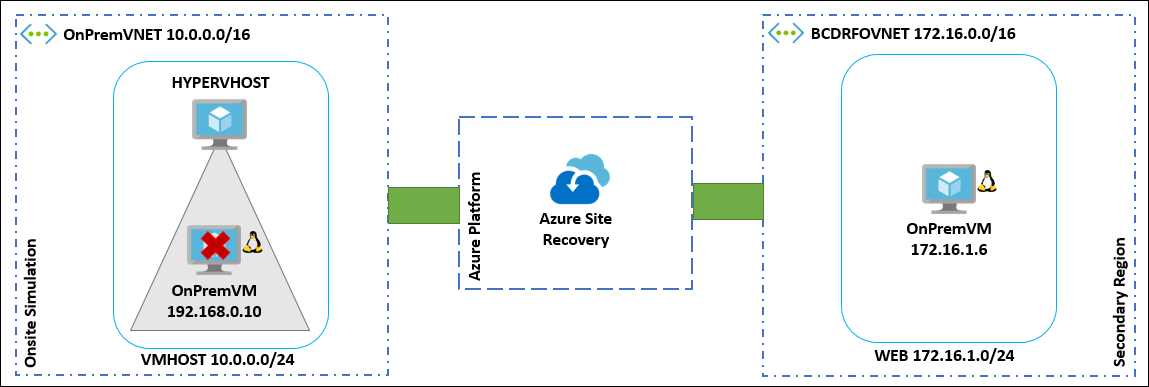 OnPremVNET 10.0.0.0/16
HYPERVHOST
OnPremVM
192.168.0.10
VMHOST 10.0.0.0/24
Onsite Simulation
Azure Platform
Azure Site
Recovery
BCDRFOVNET 172.16.0.0/16
OnPremVM
172.16.1.6
WEB 172.16.1.0/24
Secondary Region